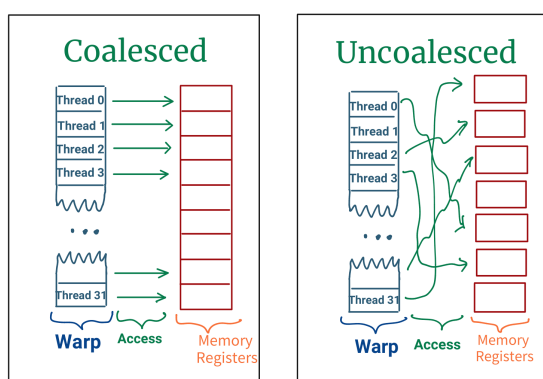 Coalesced
Thread 0
Thread 1
Thread 2
Thread 3
...
Thread 31
Warp
Access
Memory
Registers
Uncoalesced
Thread 0
Thread 1
Thread 2
Thread 3
...
Thread 31
Warp
Access
Memory
Registers